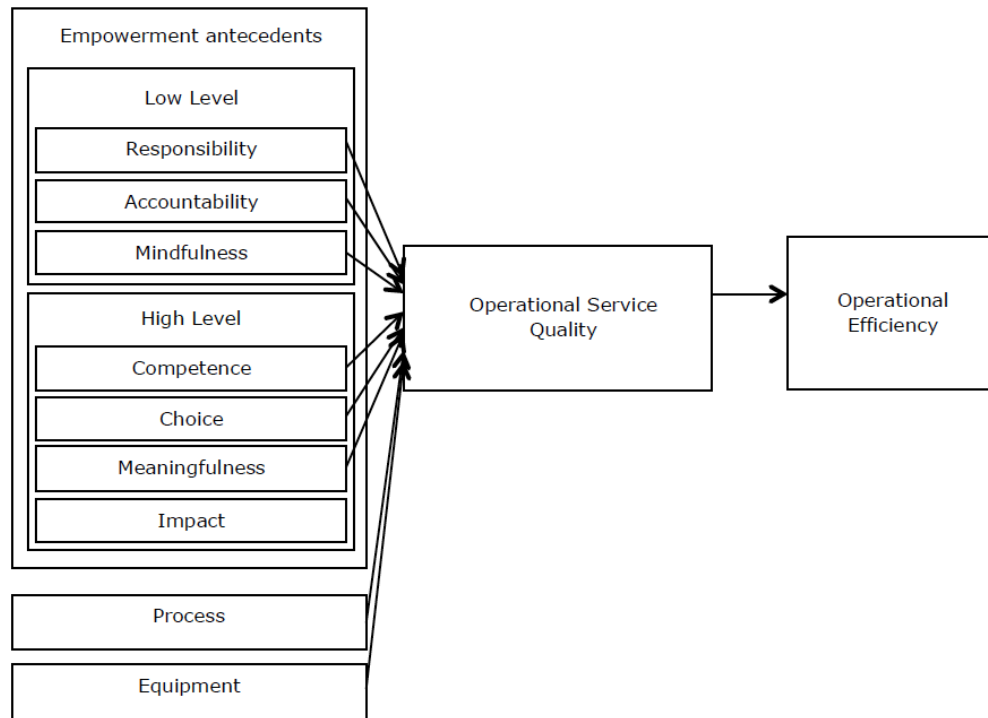 Empowerment antecedents
Low Level
Responsibility
Accountability
Mindfulness
High Level
Competence
Choice
Meaningfulness
Impact
Process
Equipment
Operational Service
Quality
Operational
Efficiency